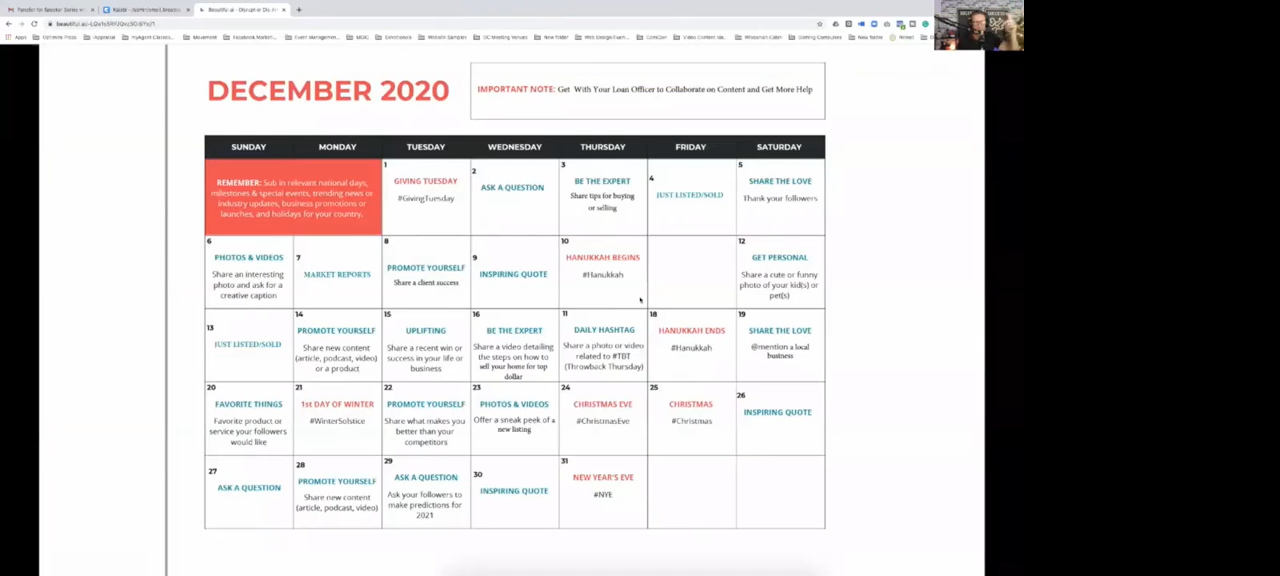 DECEMBER 2020
IMPORTANT NOTE: Get With Your Loan Officer to Collaborate on Content and Get More Help
SUNDAY MONDAY TUESDAY WEDNESDAY THURSDAY FRIDAY SATURDAY
REMEMBER: Sub in relevant national days,
milestones & special events, trending news or
industry updates, business promotions or
launches, and holidays for your country.
1
GIVING TUESDAY
#GivingTuesday
2
ASK A QUESTION
3
BE THE EXPERT
Share tips for buying
or selling
4
JUST LISTED/SOLD
5
SHARE THE LOVE
Thank your followers
6
PHOTOS & VIDEOS
Share an interesting
photo and ask for a
creative caption
7
MARKET REPORTS
8
PROMOTE YOURSELF
Share a client success
9
INSPIRING QUOTE
10
HANUKKAH BEGINS
#Hanukkah
12
GET PERSONAL
Share a cute or funny
photo of your kid(s) or
pet(s)
13
JUST LISTED/SOLD
14
PROMOTE YOURSELF
Share new content
(article, podcast, video)
or a product
15
UPLIFTING
Share a recent win or
success in your life or
business
16
BE THE EXPERT
Share a video detailing
the steps on how to
sell your home for top
dollar
11
DAILY HASHTAG
Share a photo or video
related to #TBT
(Throwback Thursday)
18
HANUKKAH ENDS
#Hanukkah
19
SHARE THE LOVE
@mention a local
business
20
FAVORITE THINGS
Favorite product or
service your followers
would like
21
1st DAY OF WINTER
#WinterSolstice
22
PROMOTE YOURSELF
Share what makes you
better than your
competitors
23
PHOTOS & VIDEOS
Offer a sneak peek of a
new listing
24
CHRISTMAS EVE
#ChristmasEve
25
CHRISTMAS
#Christmas
26
INSPIRING QUOTE
27
ASK A QUESTION
28
PROMOTE YOURSELF
Share new content
(article, podcast, video)
29
ASK A QUESTION
Ask your followers to
make predictions for
2021
30
INSPIRING QUOTE
31
NEW YEAR'S EVE
#NYE